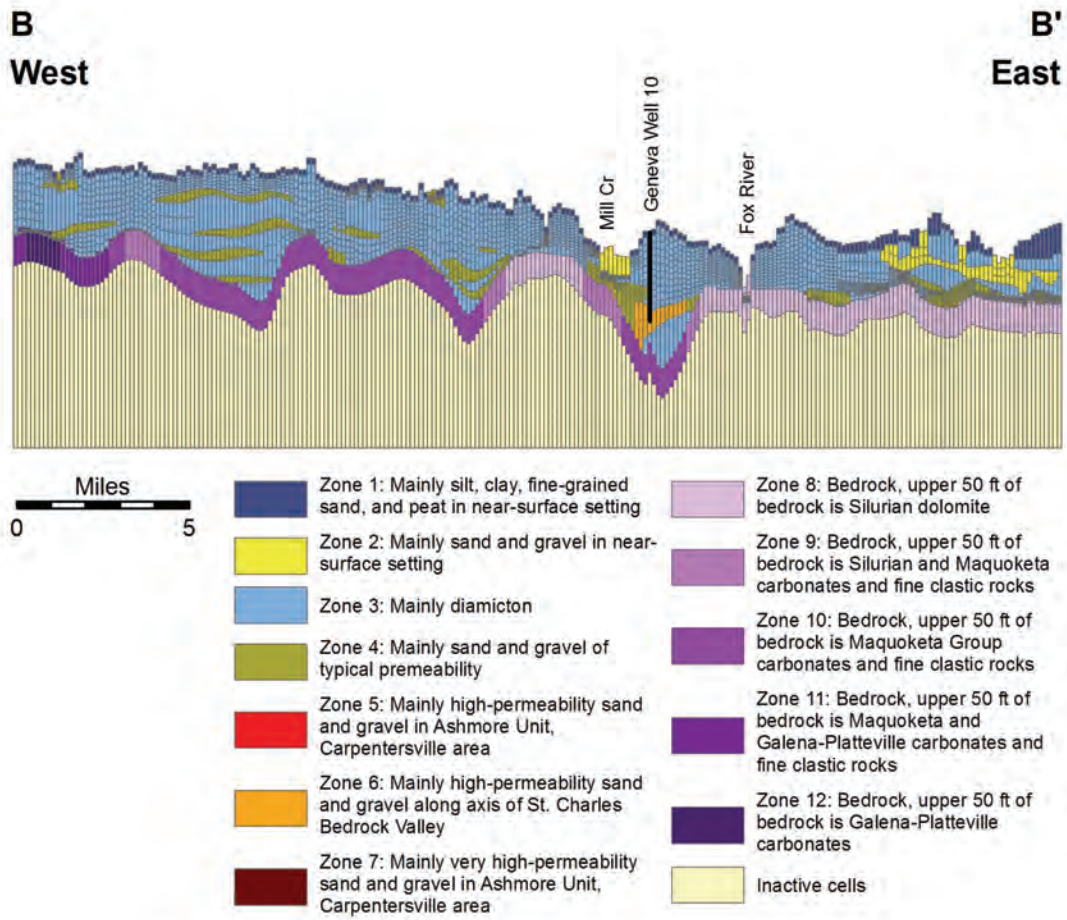 B
West
B'
East
Mill Cr
Geneva Well 10
Fox River
Miles
0 5
Zone 1: Mainly silt, clay, fine-grained
sand, and peat in near-surface setting
Zone 2: Mainly sand and gravel in near-
surface setting
Zone 3: Mainly diamicton
Zone 4: Mainly sand and gravel of
typical premeability
Zone 5: Mainly high-permeability sand
and gravel in Ashmore Unit,
Carpentersville area
Zone 6: Mainly high-permeability sand
and gravel along axis of St. Charles
Bedrock Valley
Zone 7: Mainly very high-permeability
sand and gravel in Ashmore Unit,
Carpentersville area
Zone 8: Bedrock, upper 50 ft of
bedrock is Silurian dolomite
Zone 9: Bedrock, upper 50 ft of
bedrock is Silurian and Maquoketa
carbonates and fine clastic rocks
Zone 10: Bedrock, upper 50 ft of
bedrock is Maquoketa Group
carbonates and fine clastic rocks
Zone 11: Bedrock, upper 50 ft of
bedrock is Maquoketa and
Galena-Platteville carbonates and
fine clastic rocks
Zone 12: Bedrock, upper 50 ft of
bedrock is Galena-Platteville
carbonates
Inactive cells